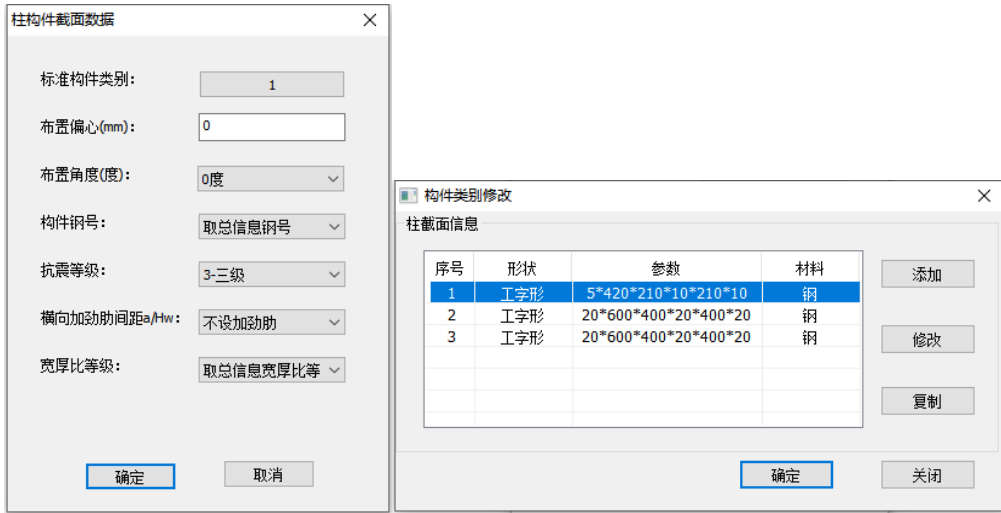 柱构件截面数据
标准构件类别：
1
布置偏心(mm)：
0
布置角度(度)：
0度
构件钢号：
取总信息钢号
抗震等级：
3-三级
横向加劲肋间距a/Hw：
不设加劲肋
宽厚比等级：
取总信息宽厚比等
确定
取消
构件类别修改
柱截面信息
序号 形状 参数 材料
1 工字形 5*420*210*10*210*10 钢
2 工字形 20*600*400*20*400*20 钢
3 工字形 20*600*400*20*400*20 钢
添加
修改
复制
确定
关闭